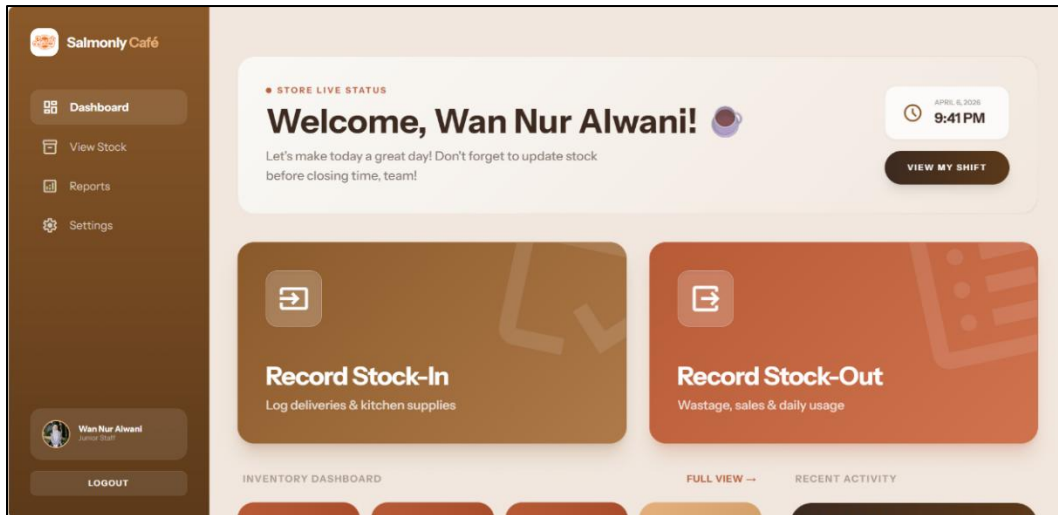 Salmonly Café
Dashboard
View Stock
Reports
Settings
Wan Nur Alwani
Junior Staff
LOGOUT
STORE LIVE STATUS
Welcome, Wan Nur Alwani!
Let's make today a great day! Don't forget to update stock
before closing time, team!
APRIL 6, 2026
9:41 PM
VIEW MY SHIFT
Record Stock-In
Log deliveries & kitchen supplies
Record Stock-Out
Wastage, sales & daily usage
INVENTORY DASHBOARD
FULL VIEW →
RECENT ACTIVITY